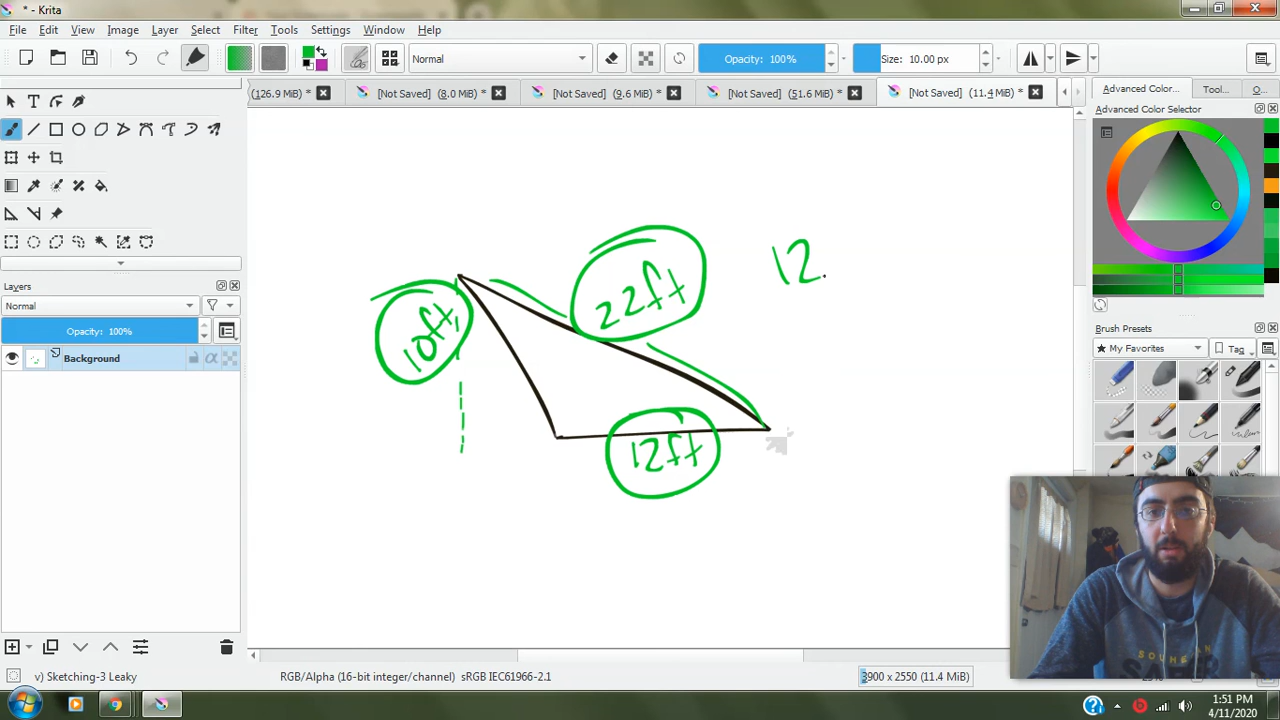 * - Krita
File Edit View Image Layer Select Filter Tools Settings Window Help
Normal Opacity: 100% Size: 10.00 px
(126.9 MiB) * [Not Saved] (8.0 MiB) * [Not Saved] (9.6 MiB) * [Not Saved] (51.6 MiB) * [Not Saved] (11.4 MiB) *
Advanced Color... Tool... O...
Advanced Color Selector
22ft
12.
10ft
12ft
Layers
Normal
Opacity: 100%
Background
Brush Presets
My Favorites Tag
SOUHE
v) Sketching-3 Leaky RGB/Alpha (16-bit integer/channel) sRGB IEC61966-2.1 3900 x 2550 (11.4 MiB)
1:51 PM
4/11/2020